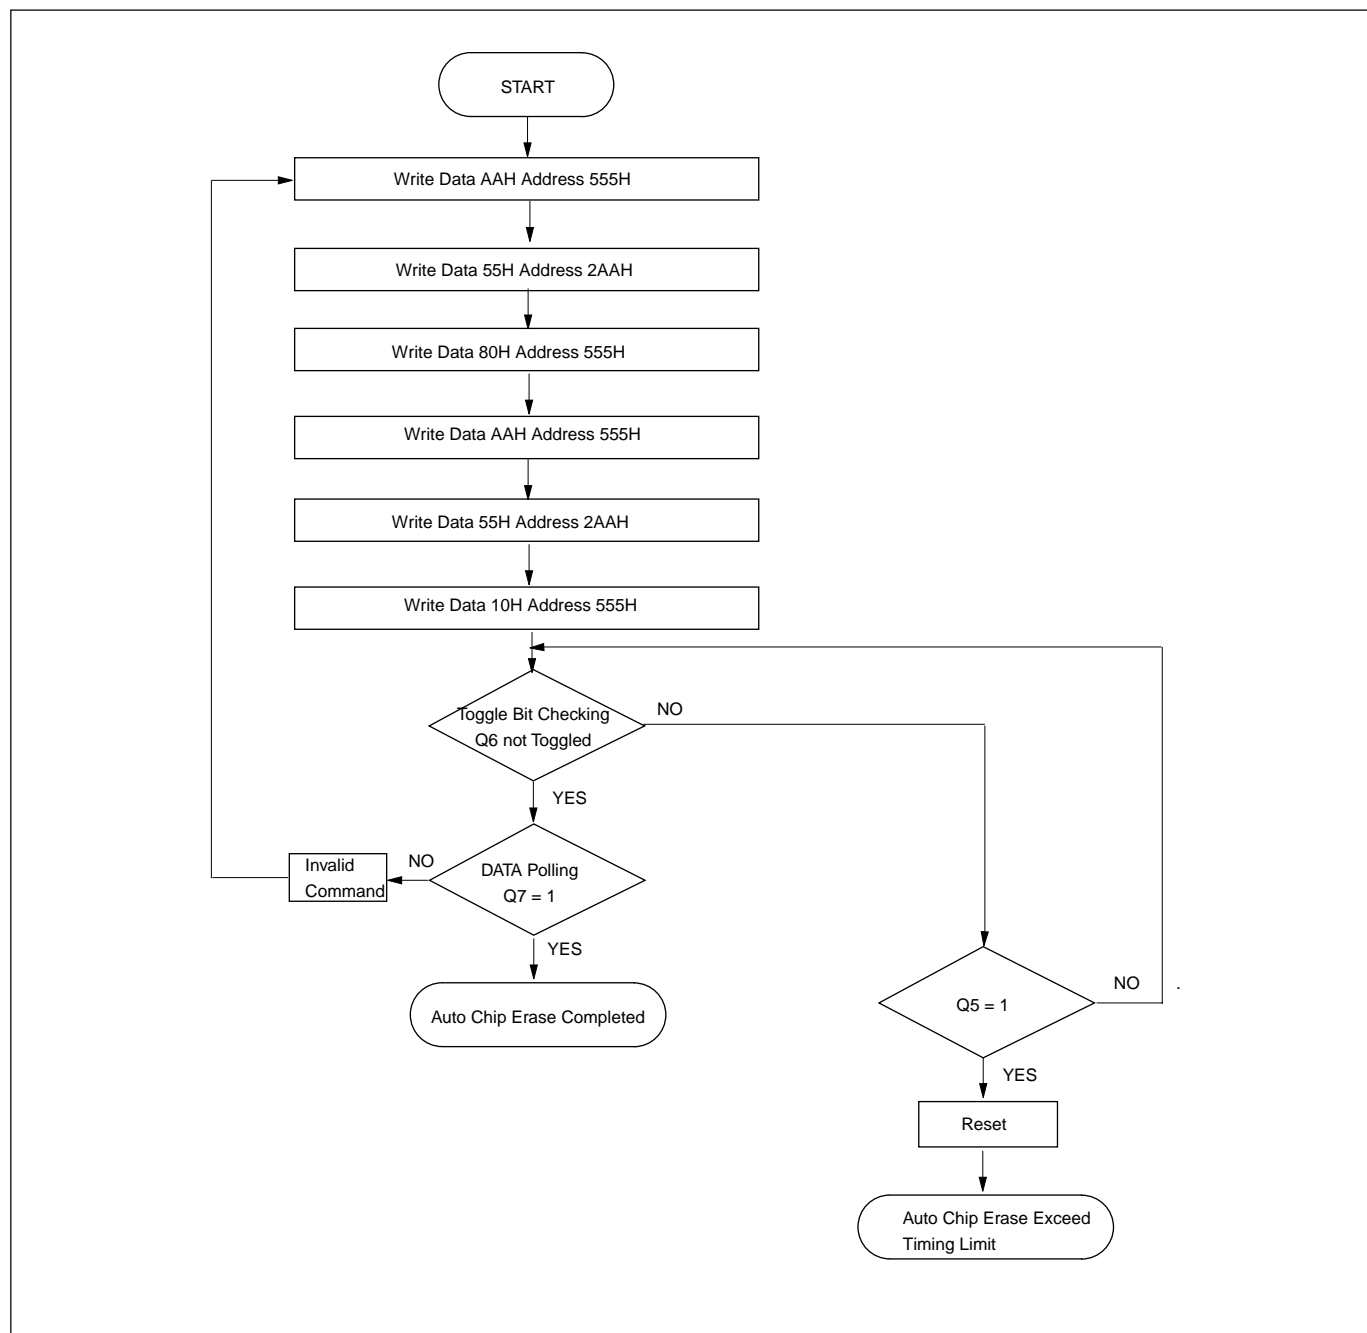 START
Write Data AAH Address 555H
Write Data 55H Address 2AAH
Write Data 80H Address 555H
Write Data AAH Address 555H
Write Data 55H Address 2AAH
Write Data 10H Address 555H
Toggle Bit Checking
Q6 not Toggled
NO
YES
Invalid
Command
NO
DATA Polling
Q7 = 1
YES
Auto Chip Erase Completed
Q5 = 1
NO
.
YES
Reset
Auto Chip Erase Exceed
Timing Limit